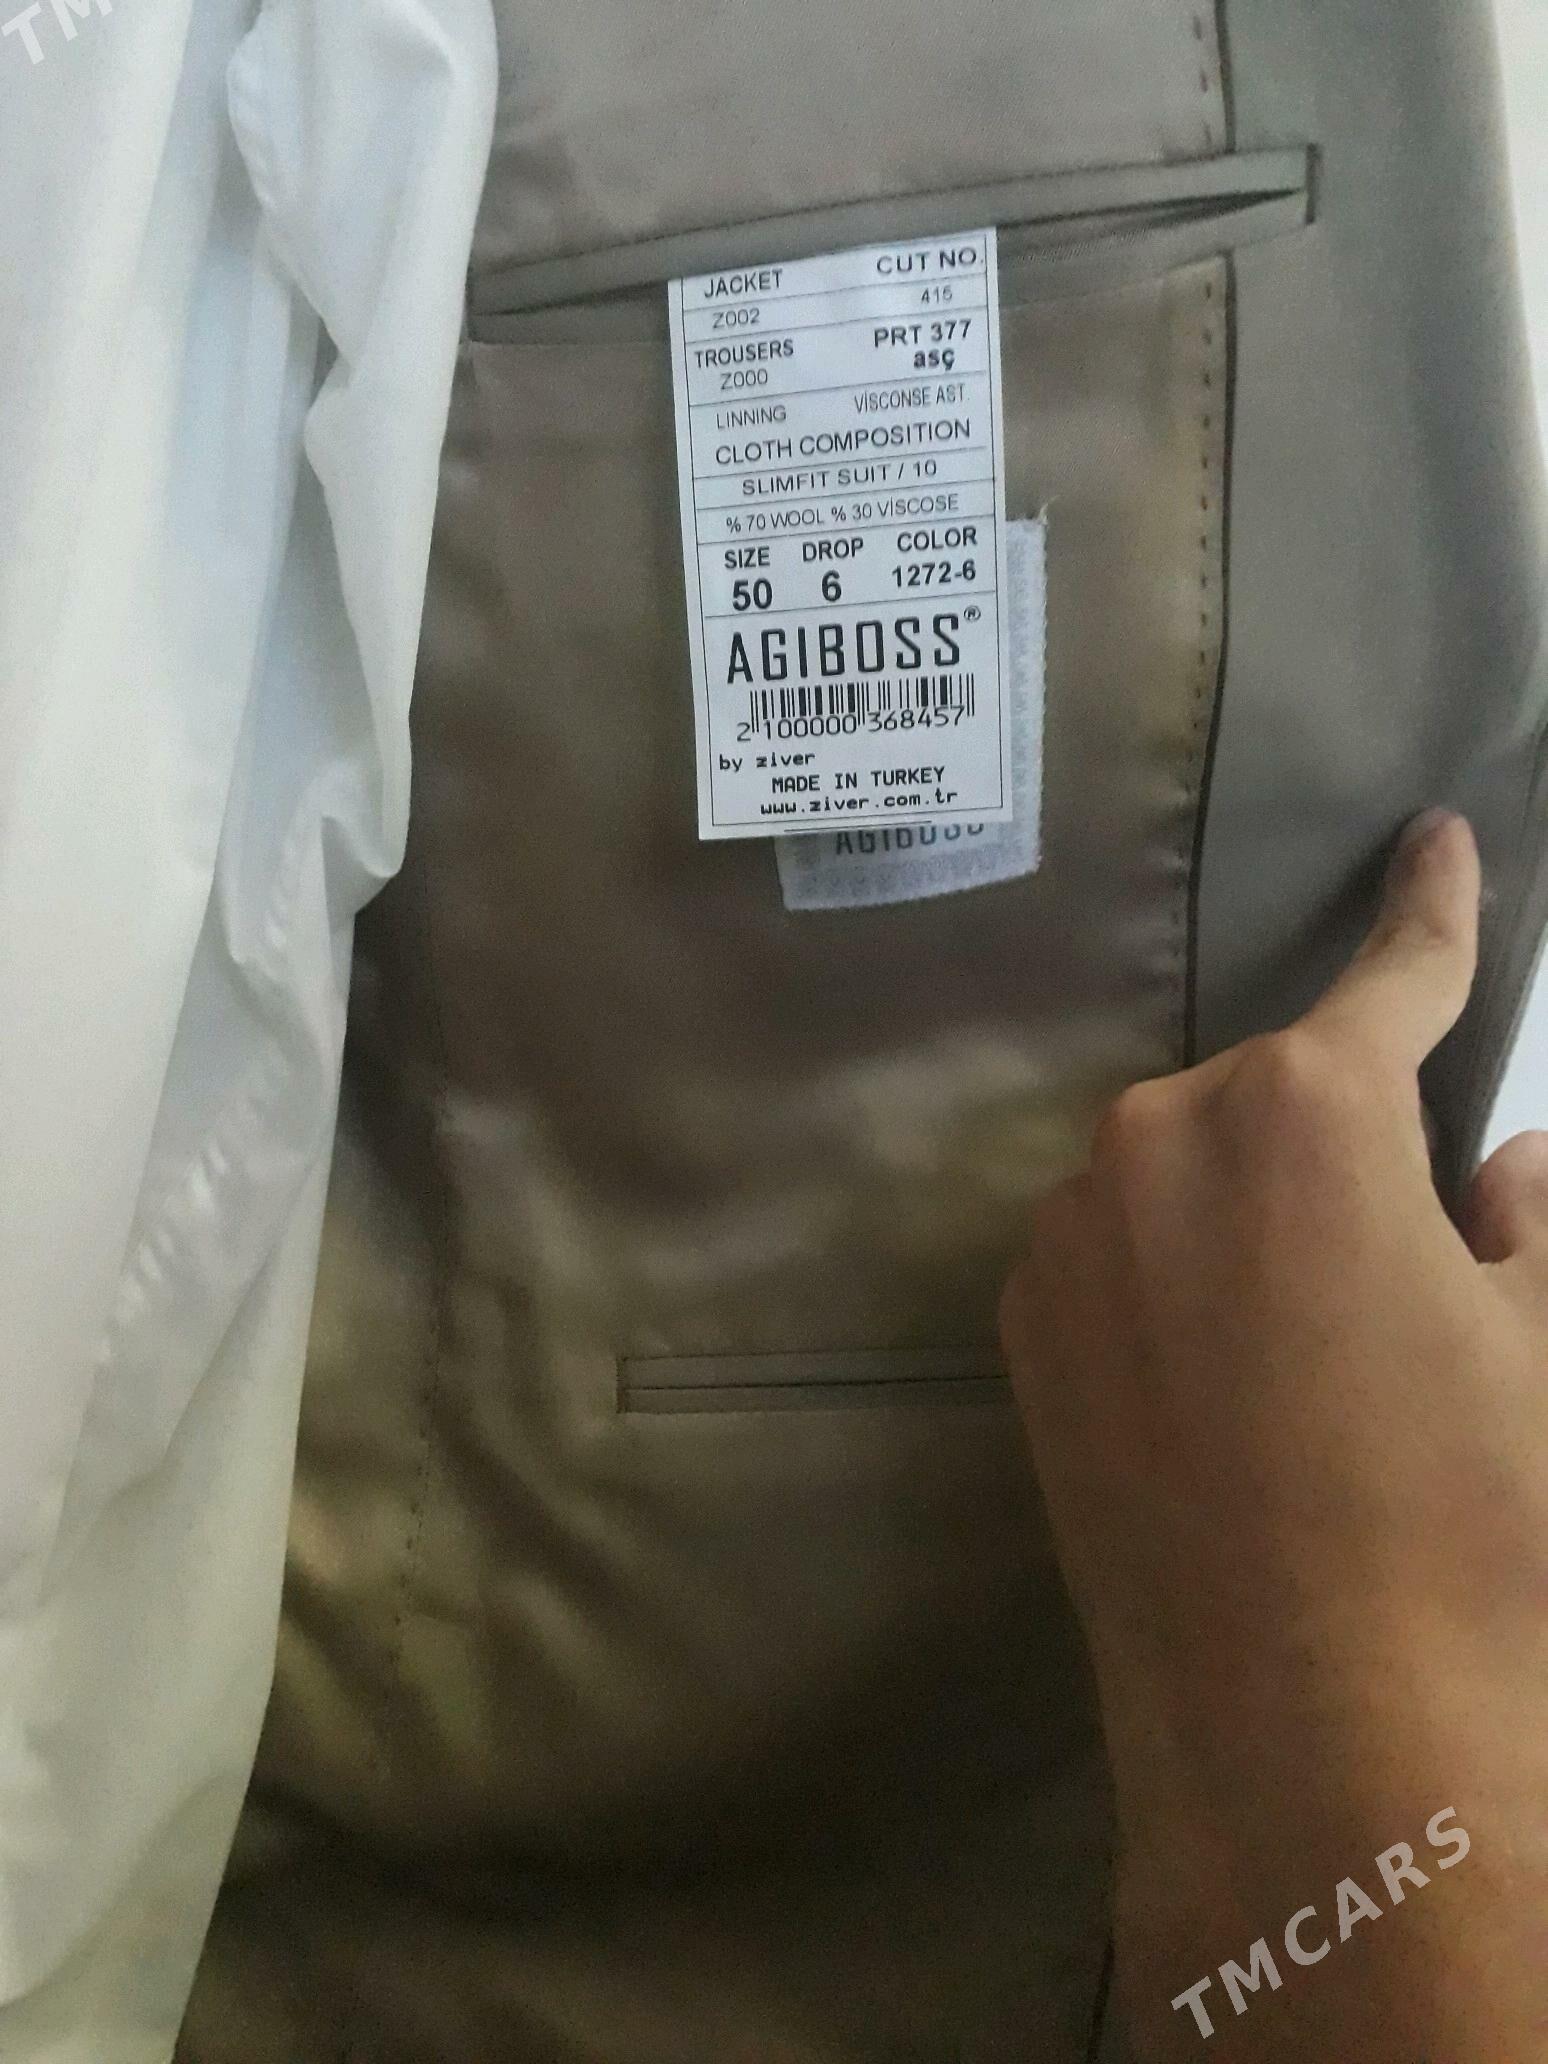 TM
JACKET CUT NO.
Z002 415
TROUSERS PRT 377
Z000 asç
LINNING VİSCONSE AST.
CLOTH COMPOSITION
SLIMFIT SUIT / 10
% 70 WOOL % 30 VİSCOSE
SIZE DROP COLOR
50 6 1272-6
AGIBOSS®
2 100000 368457
by ziver
MADE IN TURKEY
www.ziver.com.tr
AGIBOSS
TMCARS